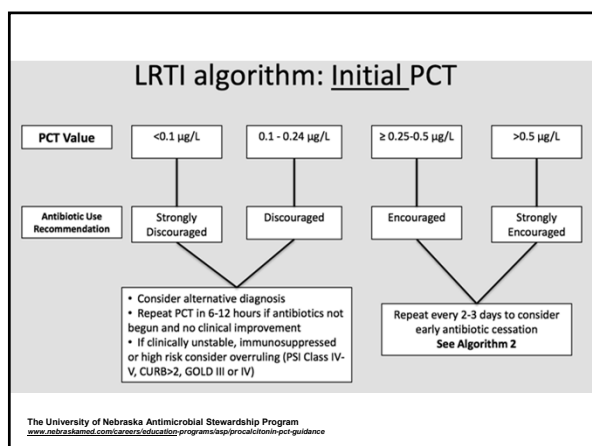 LRTI algorithm: Initial PCT
PCT Value
<0.1 µg/L
0.1 - 0.24 µg/L
≥ 0.25-0.5 µg/L
>0.5 µg/L
Antibiotic Use
Recommendation
Strongly
Discouraged
Discouraged
Encouraged
Strongly
Encouraged
• Consider alternative diagnosis
• Repeat PCT in 6-12 hours if antibiotics not
begun and no clinical improvement
• If clinically unstable, immunosuppressed
or high risk consider overruling (PSI Class IV-
V, CURB>2, GOLD III or IV)
Repeat every 2-3 days to consider
early antibiotic cessation
See Algorithm 2
The University of Nebraska Antimicrobial Stewardship Program
www.nebraskamed.com/careers/education-programs/asp/procalcitonin-pct-guidance